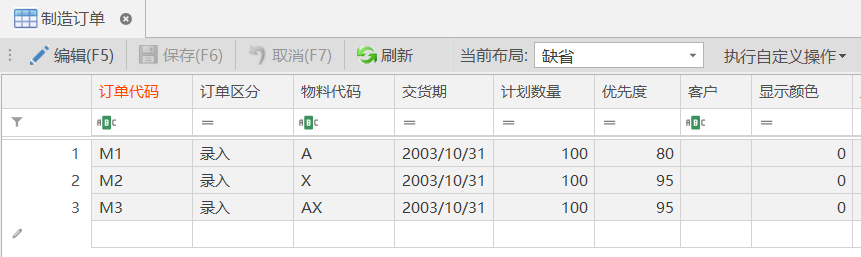 制造订单
编辑(F5) 保存(F6) 取消(F7) 刷新 当前布局: 缺省 执行自定义操作
订单代码 订单区分 物料代码 交货期 计划数量 优先度 客户 显示颜色
ABC = ABC = = = ABC =
1 M1 录入 A 2003/10/31 100 80 0
2 M2 录入 X 2003/10/31 100 95 0
3 M3 录入 AX 2003/10/31 100 95 0